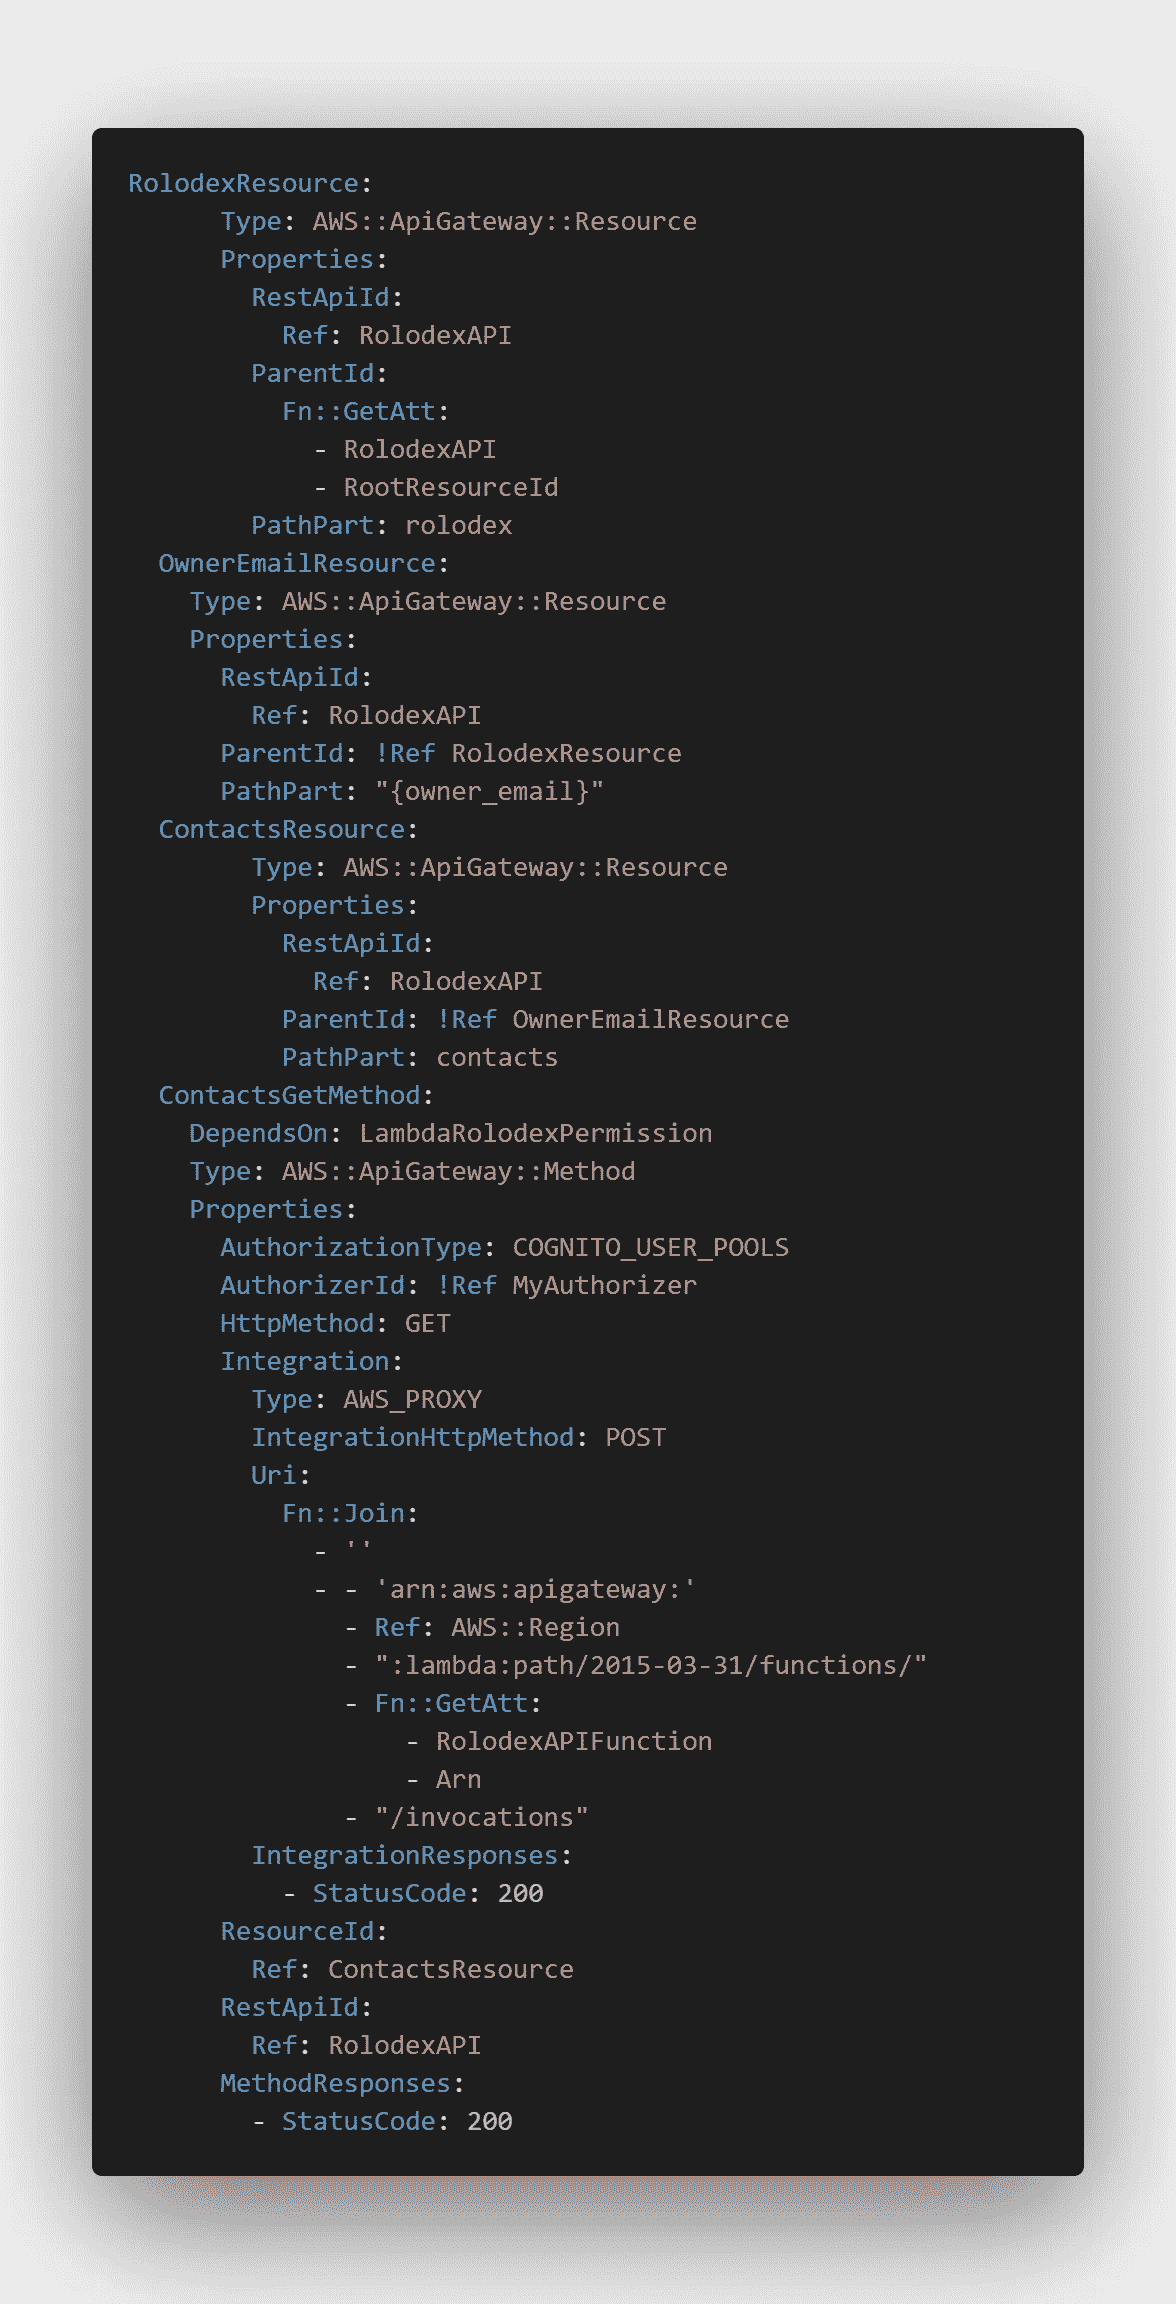 RolodexResource:
      Type: AWS::ApiGateway::Resource
      Properties:
        RestApiId:
          Ref: RolodexAPI
        ParentId:
          Fn::GetAtt:
            - RolodexAPI
            - RootResourceId
        PathPart: rolodex
  OwnerEmailResource:
    Type: AWS::ApiGateway::Resource
    Properties:
      RestApiId:
        Ref: RolodexAPI
      ParentId: !Ref RolodexResource
      PathPart: "{owner_email}"
  ContactsResource:
        Type: AWS::ApiGateway::Resource
        Properties:
          RestApiId:
            Ref: RolodexAPI
          ParentId: !Ref OwnerEmailResource
          PathPart: contacts
  ContactsGetMethod:
    DependsOn: LambdaRolodexPermission
    Type: AWS::ApiGateway::Method
    Properties:
      AuthorizationType: COGNITO_USER_POOLS
      AuthorizerId: !Ref MyAuthorizer
      HttpMethod: GET
      Integration:
        Type: AWS_PROXY
        IntegrationHttpMethod: POST
        Uri:
          Fn::Join:
            - ''
            - - 'arn:aws:apigateway:'
              - Ref: AWS::Region
              - ":lambda:path/2015-03-31/functions/"
              - Fn::GetAtt:
                  - RolodexAPIFunction
                  - Arn
              - "/invocations"
        IntegrationResponses:
          - StatusCode: 200
      ResourceId:
        Ref: ContactsResource
      RestApiId:
        Ref: RolodexAPI
      MethodResponses:
        - StatusCode: 200